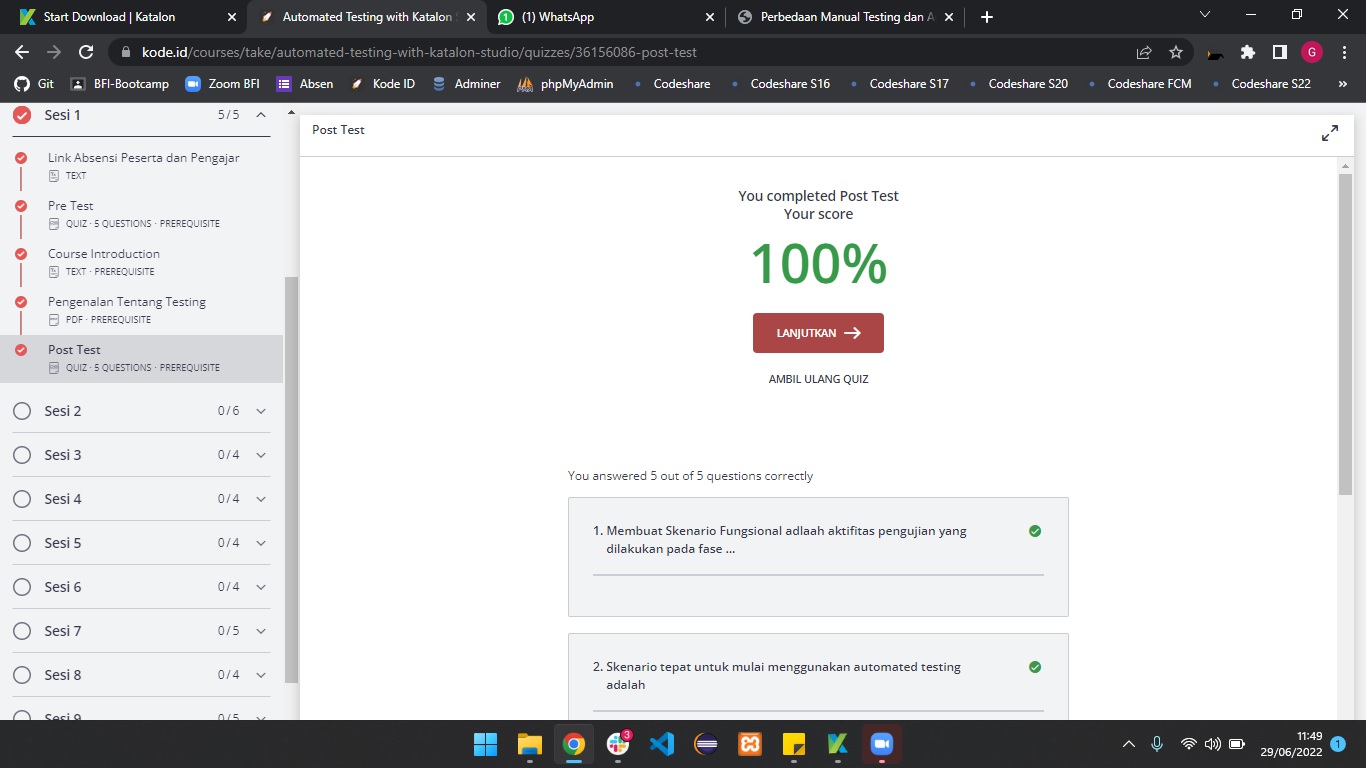 Start Download | Katalon
Automated Testing with Katalon S
(1) WhatsApp
Perbedaan Manual Testing dan A
kode.id/courses/take/automated-testing-with-katalon-studio/quizzes/36156086-post-test
G
Git
BFI-Bootcamp
Zoom BFI
Absen
Kode ID
Adminer
phpMyAdmin
Codeshare
Codeshare S16
Codeshare S17
Codeshare S20
Codeshare FCM
Codeshare S22
»
Sesi 1 5 / 5
Link Absensi Peserta dan Pengajar
TEXT
Pre Test
QUIZ · 5 QUESTIONS · PREREQUISITE
Course Introduction
TEXT · PREREQUISITE
Pengenalan Tentang Testing
PDF · PREREQUISITE
Post Test
QUIZ · 5 QUESTIONS · PREREQUISITE
Sesi 2 0 / 6
Sesi 3 0 / 4
Sesi 4 0 / 4
Sesi 5 0 / 4
Sesi 6 0 / 4
Sesi 7 0 / 5
Sesi 8 0 / 4
Sesi 9 0 / 5
Post Test
You completed Post Test
Your score
100%
LANJUTKAN
AMBIL ULANG QUIZ
You answered 5 out of 5 questions correctly
1. Membuat Skenario Fungsional adlaah aktifitas pengujian yang
dilakukan pada fase ...
2. Skenario tepat untuk mulai menggunakan automated testing
adalah
3
11:49
29/06/2022
1